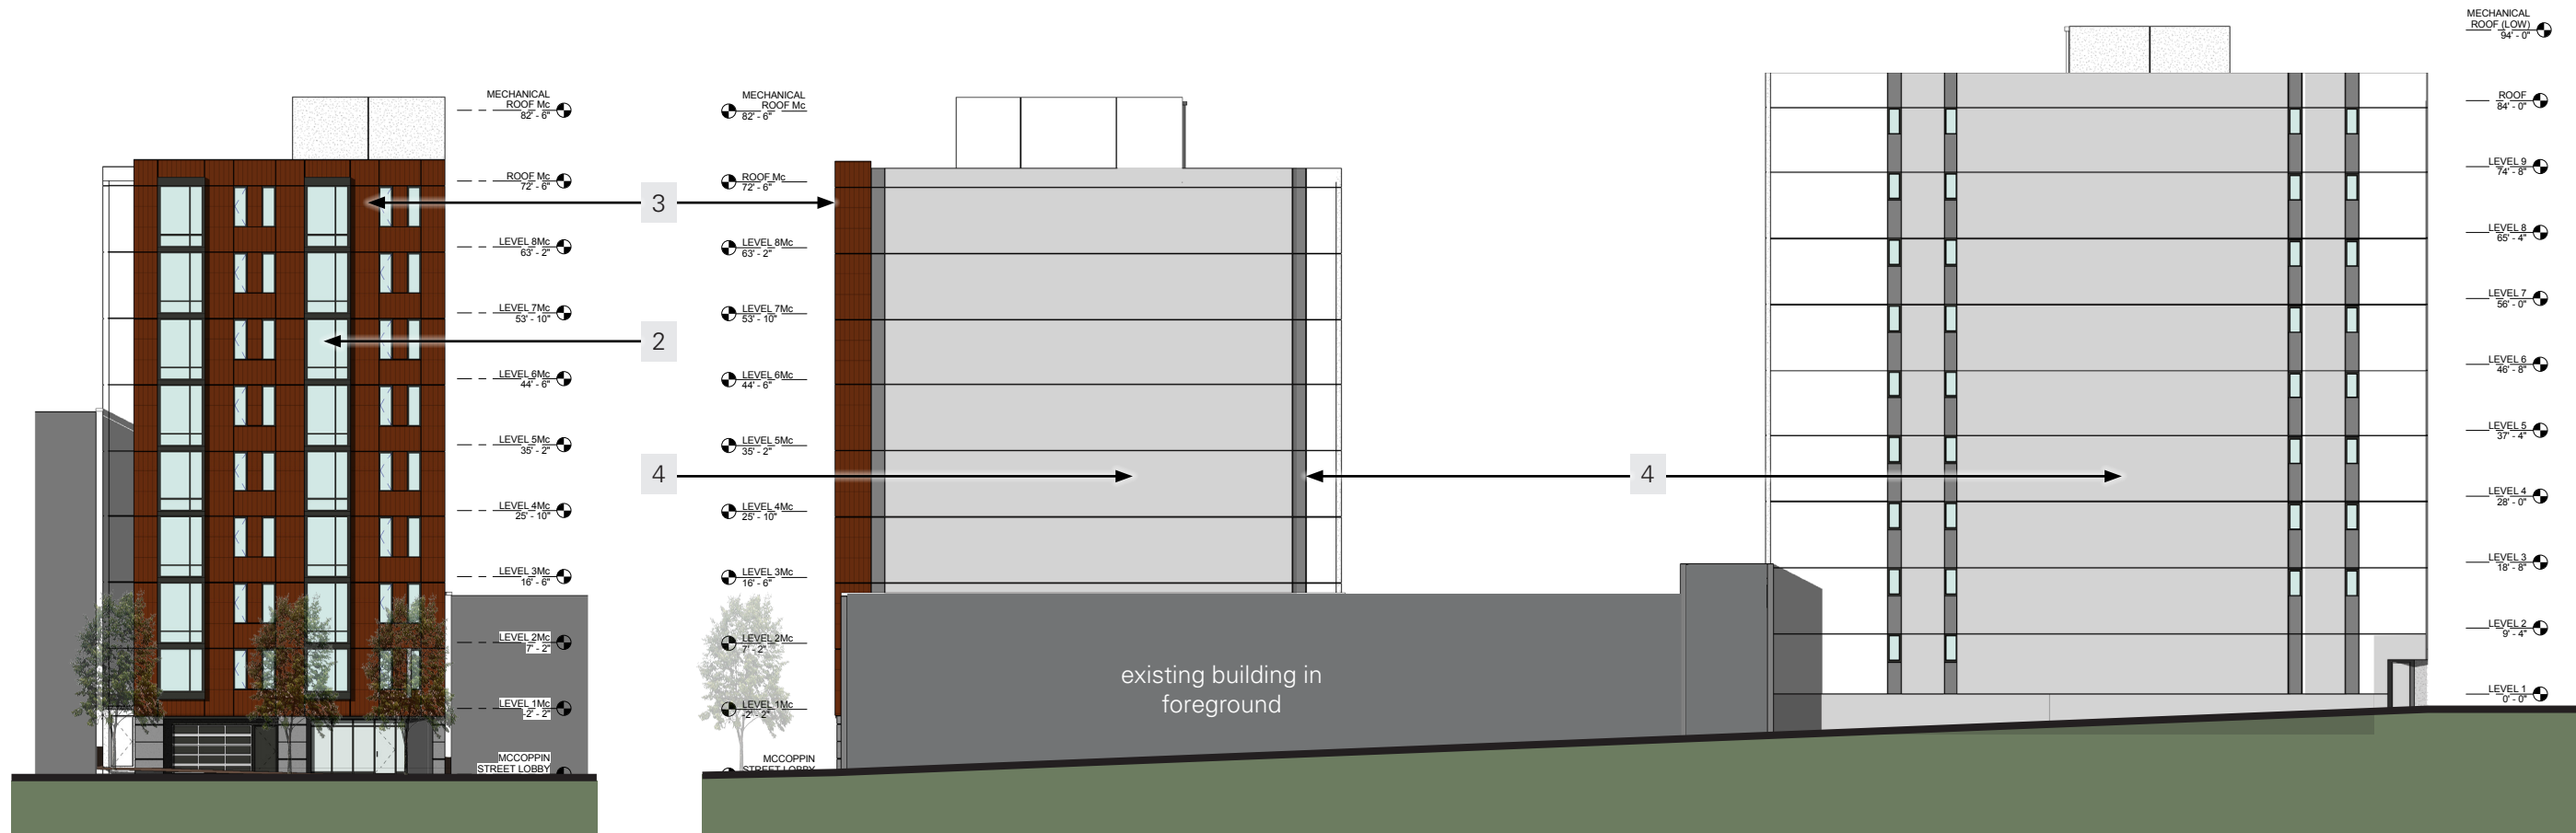 MECHANICAL
ROOF Mc
82' - 6"
ROOF Mc
72' - 6"
LEVEL 8Mc
63' - 2"
LEVEL 7Mc
53' - 10"
LEVEL 6Mc
44' - 6"
LEVEL 5Mc
35' - 2"
LEVEL 4Mc
25' - 10"
LEVEL 3Mc
16' - 6"
LEVEL 2Mc
7' - 2"
LEVEL 1Mc
-2' - 2"
MCCOPPIN
STREET LOBBY
3
2
4
MECHANICAL
ROOF Mc
82' - 6"
ROOF Mc
72' - 6"
LEVEL 8Mc
63' - 2"
LEVEL 7Mc
53' - 10"
LEVEL 6Mc
44' - 6"
LEVEL 5Mc
35' - 2"
LEVEL 4Mc
25' - 10"
LEVEL 3Mc
16' - 6"
LEVEL 2Mc
7' - 2"
LEVEL 1Mc
-2' - 2"
MCCOPPIN
STREET LOBBY
existing building in
foreground
4
MECHANICAL
ROOF (LOW)
94' - 0"
ROOF
84' - 0"
LEVEL 9
74' - 8"
LEVEL 8
65' - 4"
LEVEL 7
56' - 0"
LEVEL 6
46' - 8"
LEVEL 5
37' - 4"
LEVEL 4
28' - 0"
LEVEL 3
18' - 8"
LEVEL 2
9' - 4"
LEVEL 1
0' - 0"